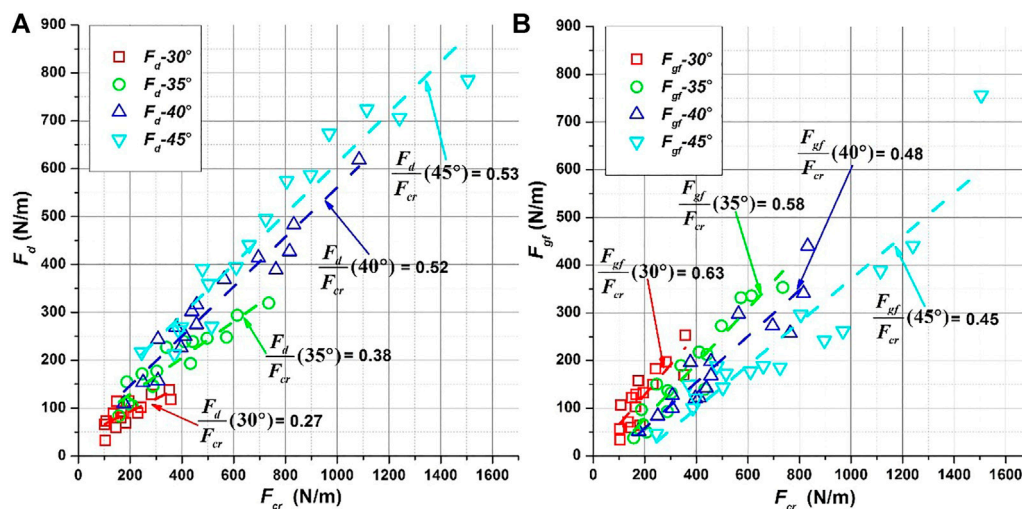 A
F_d-30°
F_d-35°
F_d-40°
F_d-45°
900
800
700
600
500
400
300
200
100
0
F_d (N/m)
0 200 400 600 800 1000 1200 1400 1600
F_cr (N/m)
F_d/F_cr(45°)= 0.53
F_d/F_cr(40°)= 0.52
F_d/F_cr(35°)= 0.38
F_d/F_cr(30°)= 0.27
B
F_gf-30°
F_gf-35°
F_gf-40°
F_gf-45°
900
800
700
600
500
400
300
200
100
0
F_gf (N/m)
0 200 400 600 800 1000 1200 1400 1600
F_cr (N/m)
F_gf/F_cr(40°)= 0.48
F_gf/F_cr(35°)= 0.58
F_gf/F_cr(30°)= 0.63
F_gf/F_cr(45°)= 0.45